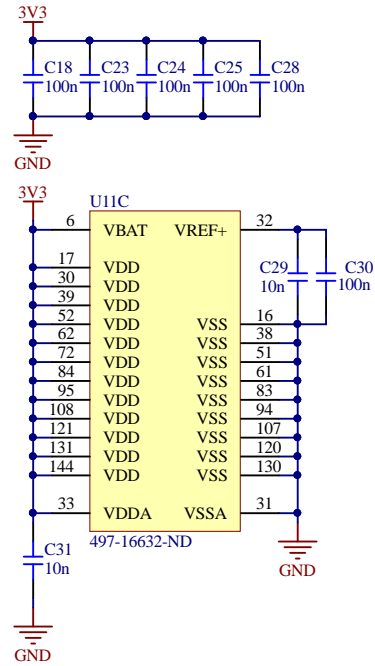 3V3
C18 C23 C24 C25 C28
100n 100n 100n 100n 100n
GND
3V3
U11C
6 VBAT VREF+ 32
17 VDD C29 C30
30 VDD 10n 100n
39 VDD
52 VDD VSS 16
62 VDD VSS 38
72 VDD VSS 51
84 VDD VSS 61
95 VDD VSS 83
108 VDD VSS 94
121 VDD VSS 107
131 VDD VSS 120
144 VDD VSS 130
33 VDDA VSSA 31
497-16632-ND
C31
10n
GND
GND